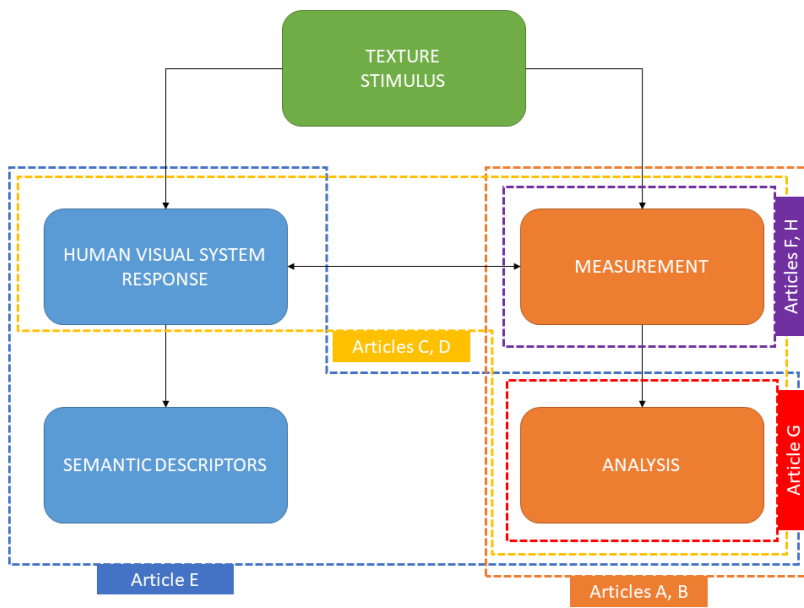 TEXTURE
STIMULUS
HUMAN VISUAL SYSTEM
RESPONSE
MEASUREMENT
Articles F, H
Articles C, D
SEMANTIC DESCRIPTORS
ANALYSIS
Article G
Article E
Articles A, B